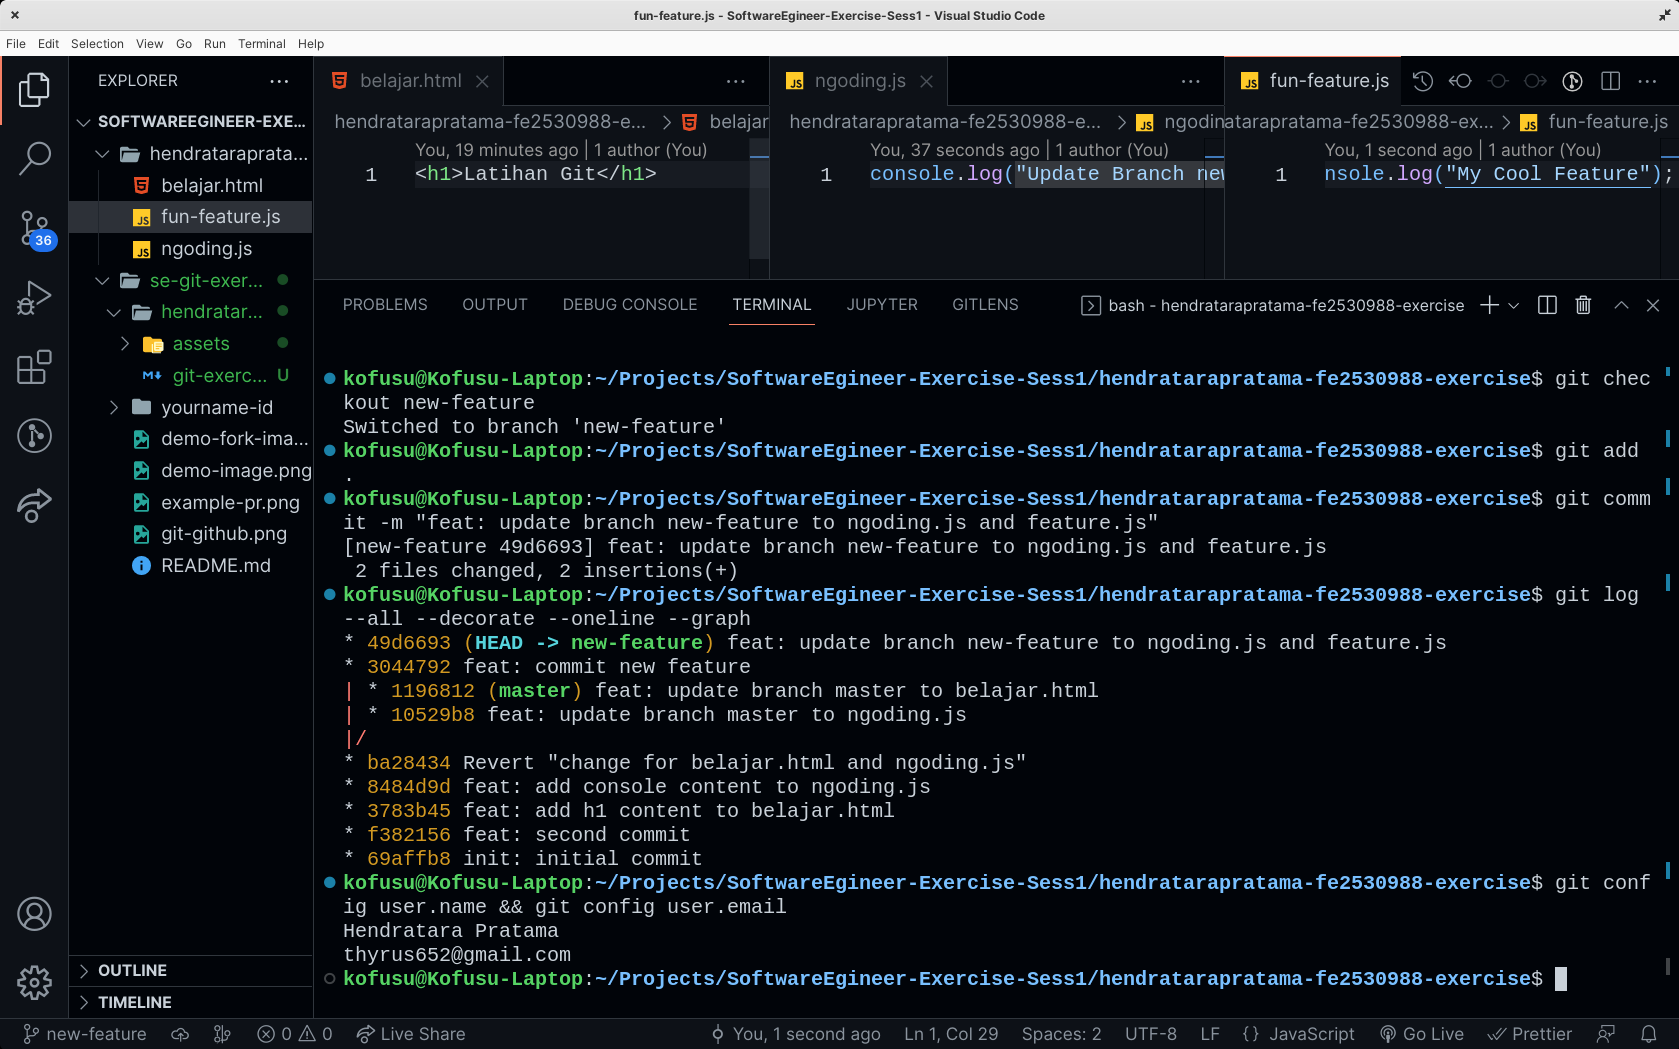 fun-feature.js - SoftwareEgineer-Exercise-Sess1 - Visual Studio Code
File Edit Selection View Go Run Terminal Help
EXPLORER
SOFTWAREEGINEER-EXE...
hendrataraprata...
belajar.html
fun-feature.js
ngoding.js
se-git-exer...
hendratar...
assets
git-exerc... U
yourname-id
demo-fork-ima...
demo-image.png
example-pr.png
git-github.png
README.md
36
OUTLINE
TIMELINE
belajar.html
hendratarapratama-fe2530988-e... > belajar
You, 19 minutes ago | 1 author (You)
1 <h1>Latihan Git</h1>
ngoding.js
hendratarapratama-fe2530988-e... > ngodin
You, 37 seconds ago | 1 author (You)
1 console.log("Update Branch new
fun-feature.js
atarapratama-fe2530988-ex... > fun-feature.js
You, 1 second ago | 1 author (You)
1 nsole.log("My Cool Feature");
PROBLEMS OUTPUT DEBUG CONSOLE TERMINAL JUPYTER GITLENS
bash - hendratarapratama-fe2530988-exercise
kofusu@Kofusu-Laptop:~/Projects/SoftwareEgineer-Exercise-Sess1/hendratarapratama-fe2530988-exercise$ git chec
kout new-feature
Switched to branch 'new-feature'
kofusu@Kofusu-Laptop:~/Projects/SoftwareEgineer-Exercise-Sess1/hendratarapratama-fe2530988-exercise$ git add
.
kofusu@Kofusu-Laptop:~/Projects/SoftwareEgineer-Exercise-Sess1/hendratarapratama-fe2530988-exercise$ git comm
it -m "feat: update branch new-feature to ngoding.js and feature.js"
[new-feature 49d6693] feat: update branch new-feature to ngoding.js and feature.js
 2 files changed, 2 insertions(+)
kofusu@Kofusu-Laptop:~/Projects/SoftwareEgineer-Exercise-Sess1/hendratarapratama-fe2530988-exercise$ git log
--all --decorate --oneline --graph
* 49d6693 (HEAD -> new-feature) feat: update branch new-feature to ngoding.js and feature.js
* 3044792 feat: commit new feature
| * 1196812 (master) feat: update branch master to belajar.html
| * 10529b8 feat: update branch master to ngoding.js
|/
* ba28434 Revert "change for belajar.html and ngoding.js"
* 8484d9d feat: add console content to ngoding.js
* 3783b45 feat: add h1 content to belajar.html
* f382156 feat: second commit
* 69affb8 init: initial commit
kofusu@Kofusu-Laptop:~/Projects/SoftwareEgineer-Exercise-Sess1/hendratarapratama-fe2530988-exercise$ git conf
ig user.name && git config user.email
Hendratara Pratama
thyrus652@gmail.com
kofusu@Kofusu-Laptop:~/Projects/SoftwareEgineer-Exercise-Sess1/hendratarapratama-fe2530988-exercise$
new-feature 0 0 Live Share You, 1 second ago Ln 1, Col 29 Spaces: 2 UTF-8 LF {} JavaScript Go Live Prettier